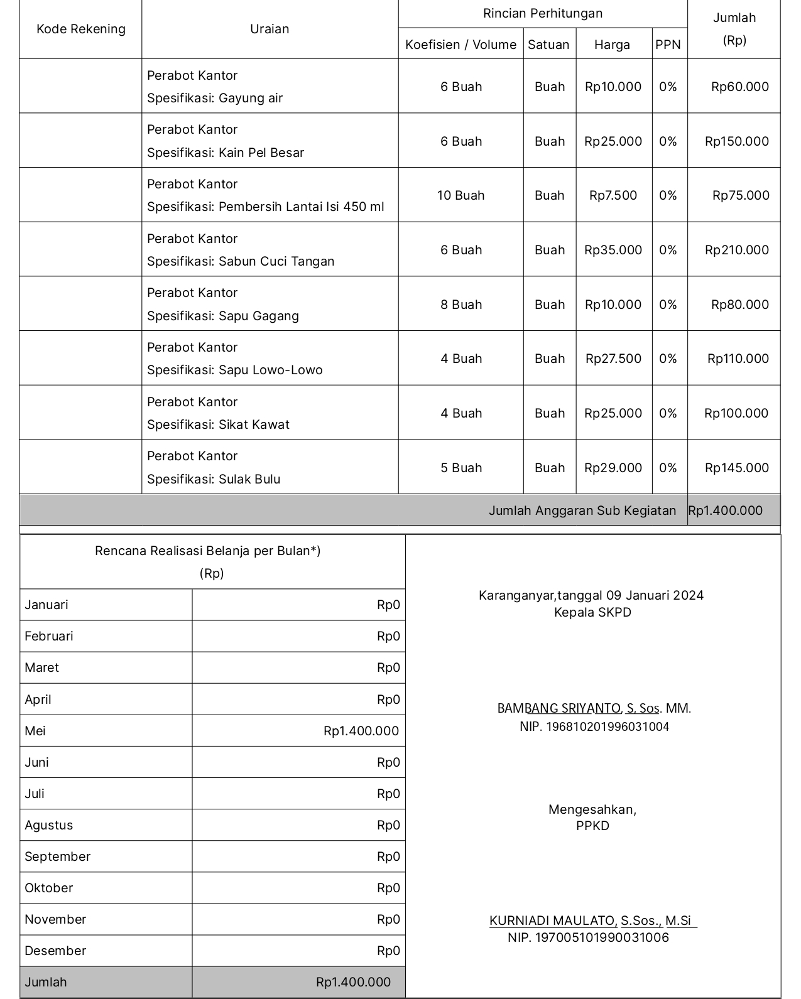 Kode Rekening Uraian Rincian Perhitungan Jumlah (Rp)
Koefisien / Volume Satuan Harga PPN
Perabot Kantor
Spesifikasi: Gayung air
6 Buah Buah Rp10.000 0% Rp60.000
Perabot Kantor
Spesifikasi: Kain Pel Besar
6 Buah Buah Rp25.000 0% Rp150.000
Perabot Kantor
Spesifikasi: Pembersih Lantai Isi 450 ml
10 Buah Buah Rp7.500 0% Rp75.000
Perabot Kantor
Spesifikasi: Sabun Cuci Tangan
6 Buah Buah Rp35.000 0% Rp210.000
Perabot Kantor
Spesifikasi: Sapu Gagang
8 Buah Buah Rp10.000 0% Rp80.000
Perabot Kantor
Spesifikasi: Sapu Lowo-Lowo
4 Buah Buah Rp27.500 0% Rp110.000
Perabot Kantor
Spesifikasi: Sikat Kawat
4 Buah Buah Rp25.000 0% Rp100.000
Perabot Kantor
Spesifikasi: Sulak Bulu
5 Buah Buah Rp29.000 0% Rp145.000
Jumlah Anggaran Sub Kegiatan Rp1.400.000
Rencana Realisasi Belanja per Bulan*)
(Rp)
Januari Rp0
Februari Rp0
Maret Rp0
April Rp0
Mei Rp1.400.000
Juni Rp0
Juli Rp0
Agustus Rp0
September Rp0
Oktober Rp0
November Rp0
Desember Rp0
Jumlah Rp1.400.000
Karanganyar,tanggal 09 Januari 2024
Kepala SKPD
BAMBANG SRIYANTO, S, Sos. MM.
NIP. 196810201996031004
Mengesahkan,
PPKD
KURNIADI MAULATO, S.Sos., M.Si
NIP. 197005101990031006